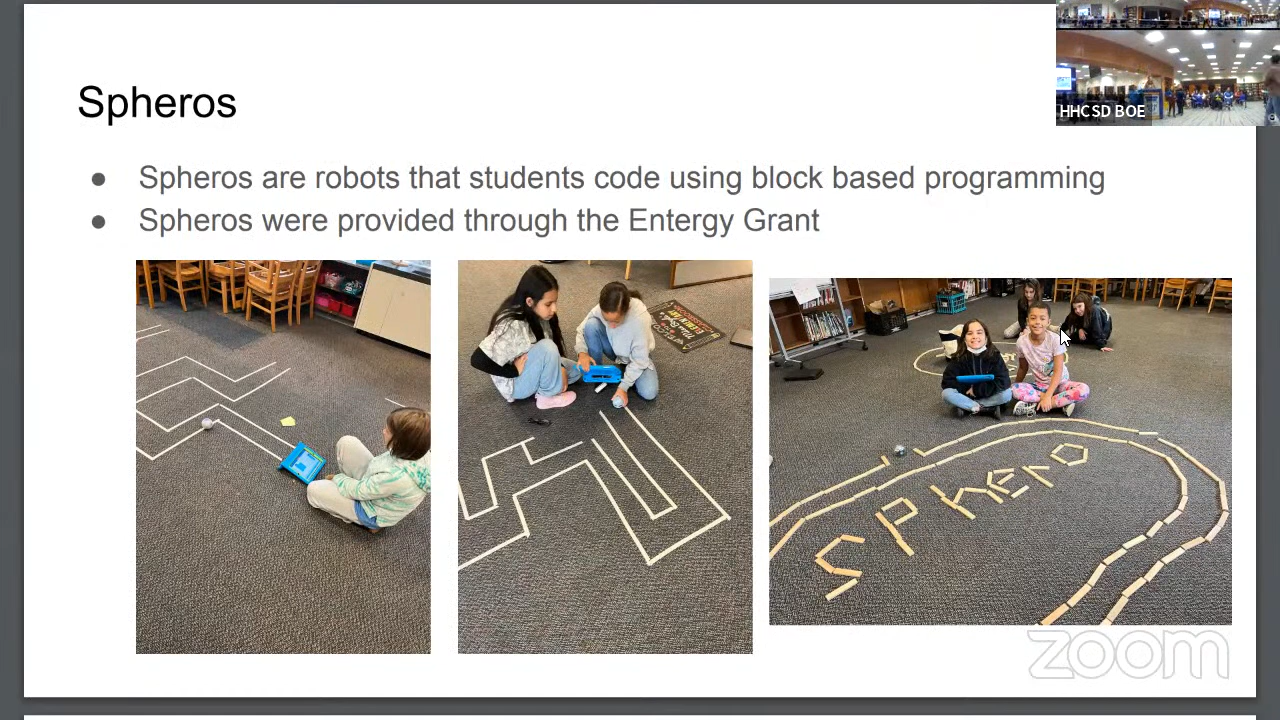 Spheros
HHCSD BOE
● Spheros are robots that students code using block based programming
● Spheros were provided through the Entergy Grant
SPHERO
zoom